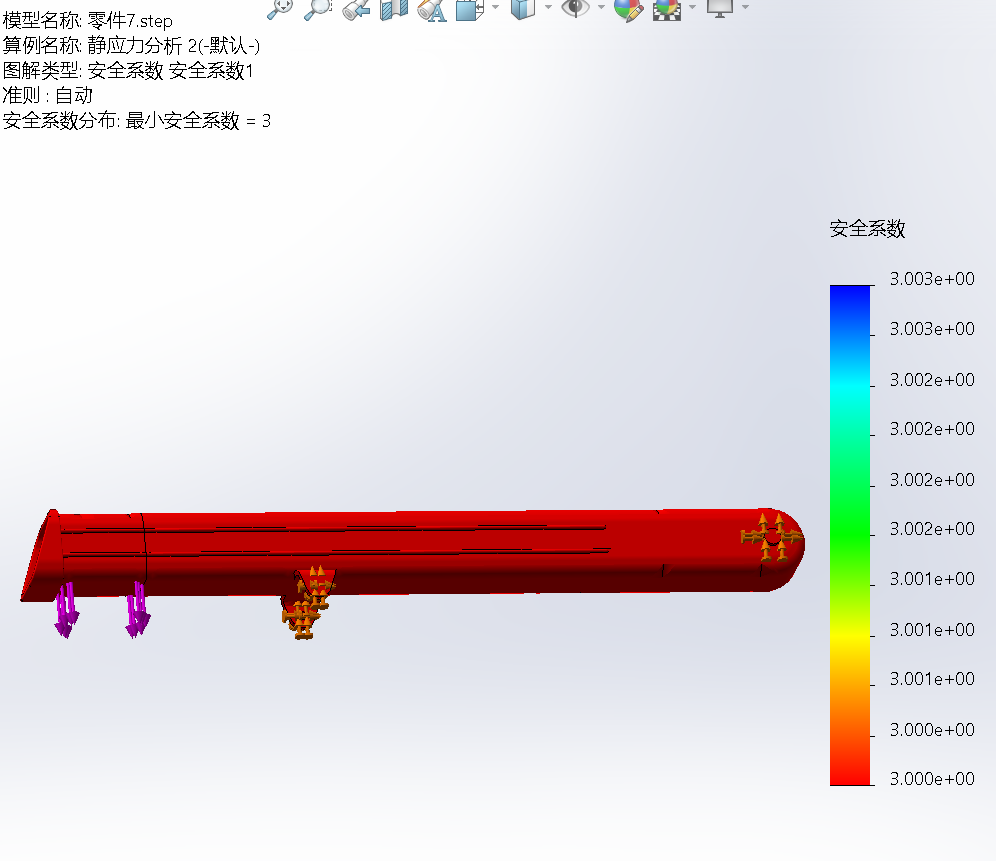 模型名称: 零件7.step
算例名称: 静应力分析 2(-默认-)
图解类型: 安全系数 安全系数1
准则 : 自动
安全系数分布: 最小安全系数 = 3
安全系数
3.003e+00
3.003e+00
3.002e+00
3.002e+00
3.002e+00
3.002e+00
3.001e+00
3.001e+00
3.001e+00
3.000e+00
3.000e+00